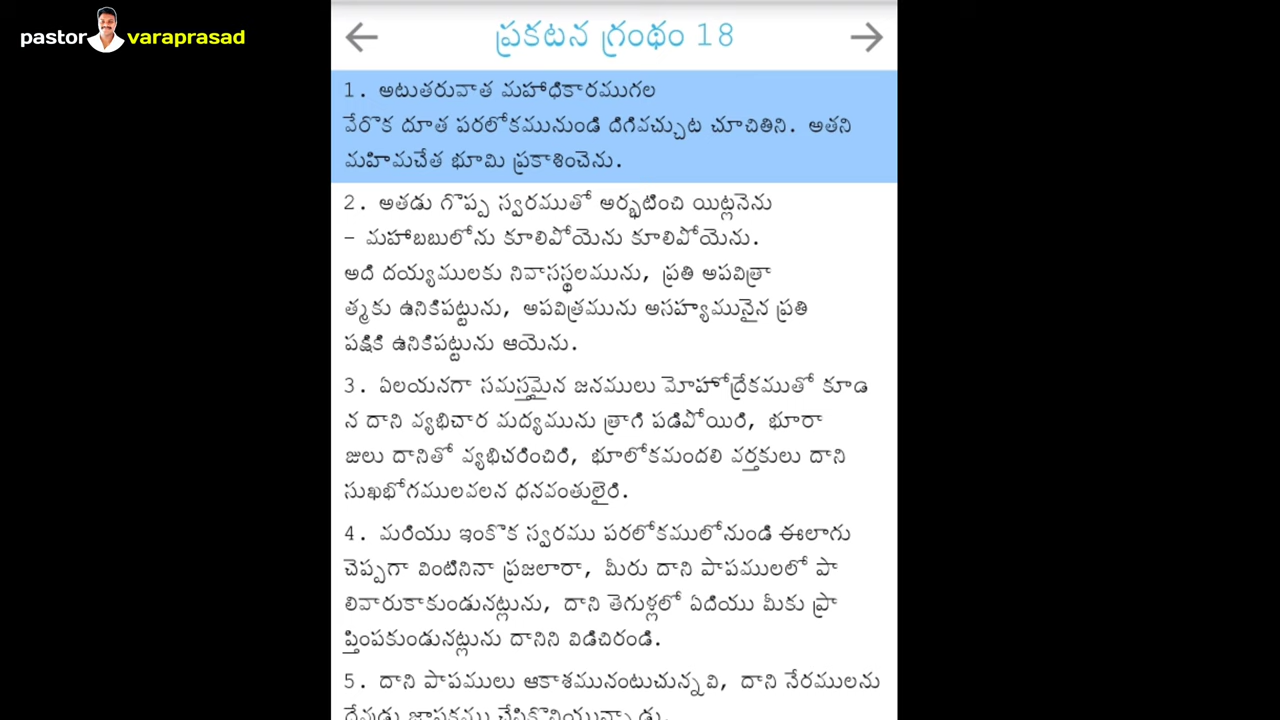 pastor varaprasad
ప్రకటన గ్రంథం 18
1. అటుతరువాత మహాధికారముగల
వేరొక దూత పరలోకమునుండి దిగివచ్చుట చూచితిని. అతని
మహిమచేత భూమి ప్రకాశించెను.
2. అతడు గొప్ప స్వరముతో అర్భటించి యిట్లనెను
- మహాబబులోను కూలిపోయెను కూలిపోయెను.
అది దయ్యములకు నివాసస్థలమును, ప్రతి అపవిత్రా
త్మకు ఉనికిపట్టును, అపవిత్రమును అసహ్యమునైన ప్రతి
పక్షికి ఉనికిపట్టును ఆయెను.
3. ఏలయనగా సమస్తమైన జనములు మోహోద్రేకముతో కూడ
న దాని వ్యభిచార మద్యమును త్రాగి పడిపోయిరి, భూరా
జులు దానితో వ్యభిచరించిరి, భూలోకమందలి వర్తకులు దాని
సుఖభోగములవలన ధనవంతులైరి.
4. మరియు ఇంకొక స్వరము పరలోకములోనుండి ఈలాగు
చెప్పగా వింటినినా ప్రజలారా, మీరు దాని పాపములలో పా
లివారుకాకుండునట్లును, దాని తెగుళ్లలో ఏదియు మీకు ప్రా
ప్తింపకుండునట్లును దానిని విడిచిరండి.
5. దాని పాపములు ఆకాశమునంటుచున్నవి, దాని నేరములను
దేవుడు జ్ఞాపకము చేసికొనియున్నాడు.